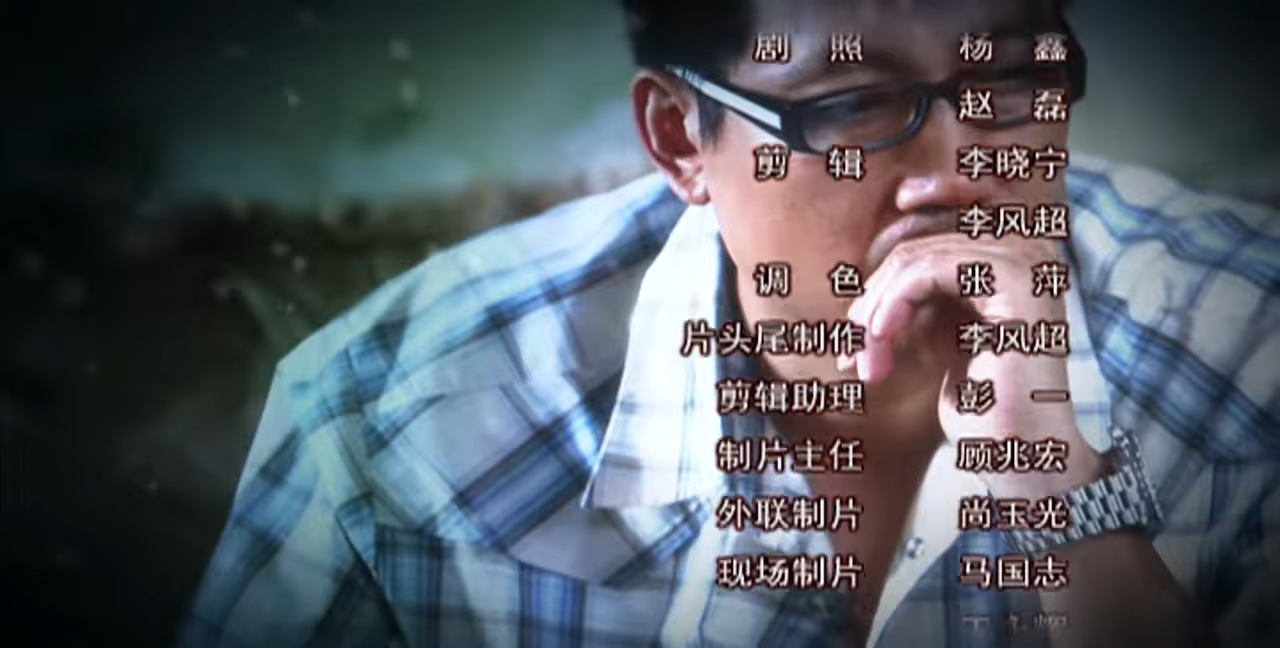 剧 照 杨 鑫
赵 磊
剪 辑 李晓宁
李风超
调 色 张 萍
片头尾制作 李风超
剪辑助理 彭 一
制片主任 顾兆宏
外联制片 尚玉光
现场制片 马国志